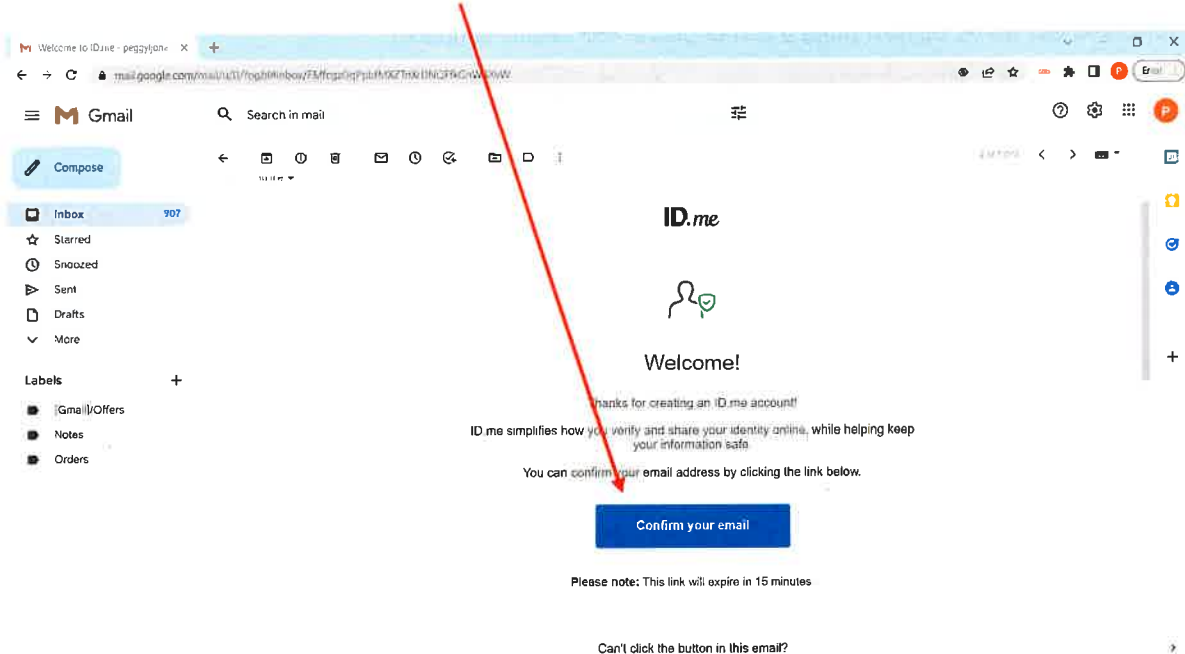 Welcome to ID.me - peggyjone
Gmail
Search in mail
P
Compose
Inbox 907
Starred
Snoozed
Sent
Drafts
More
Labels
[Gmail]/Offers
Notes
Orders
ID.me
Welcome!
Thanks for creating an ID.me account!
ID.me simplifies how you verify and share your identity online, while helping keep
your information safe
You can confirm your email address by clicking the link below.
Confirm your email
Please note: This link will expire in 15 minutes
Can't click the button in this email?